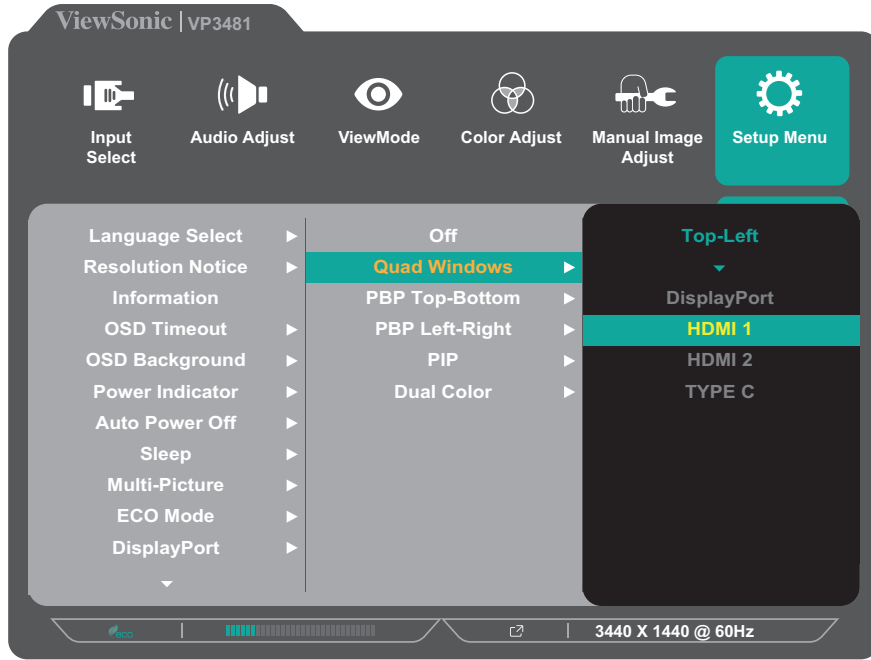 ViewSonic | VP3481
Input
Select
Audio Adjust
ViewMode
Color Adjust
Manual Image
Adjust
Setup Menu
Language Select
Resolution Notice
Information
OSD Timeout
OSD Background
Power Indicator
Auto Power Off
Sleep
Multi-Picture
ECO Mode
DisplayPort
Off
Quad Windows
PBP Top-Bottom
PBP Left-Right
PIP
Dual Color
Top-Left
DisplayPort
HDMI 1
HDMI 2
TYPE C
eco
3440 X 1440 @ 60Hz